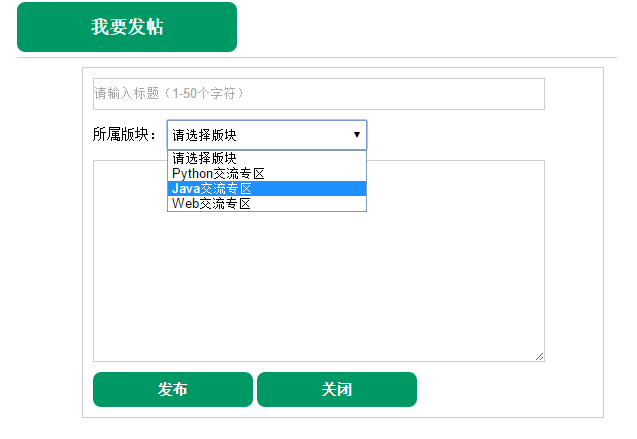 我要发帖
请输入标题（1-50个字符）
所属版块： 请选择版块
请选择版块
Python交流专区
Java交流专区
Web交流专区
发布 关闭